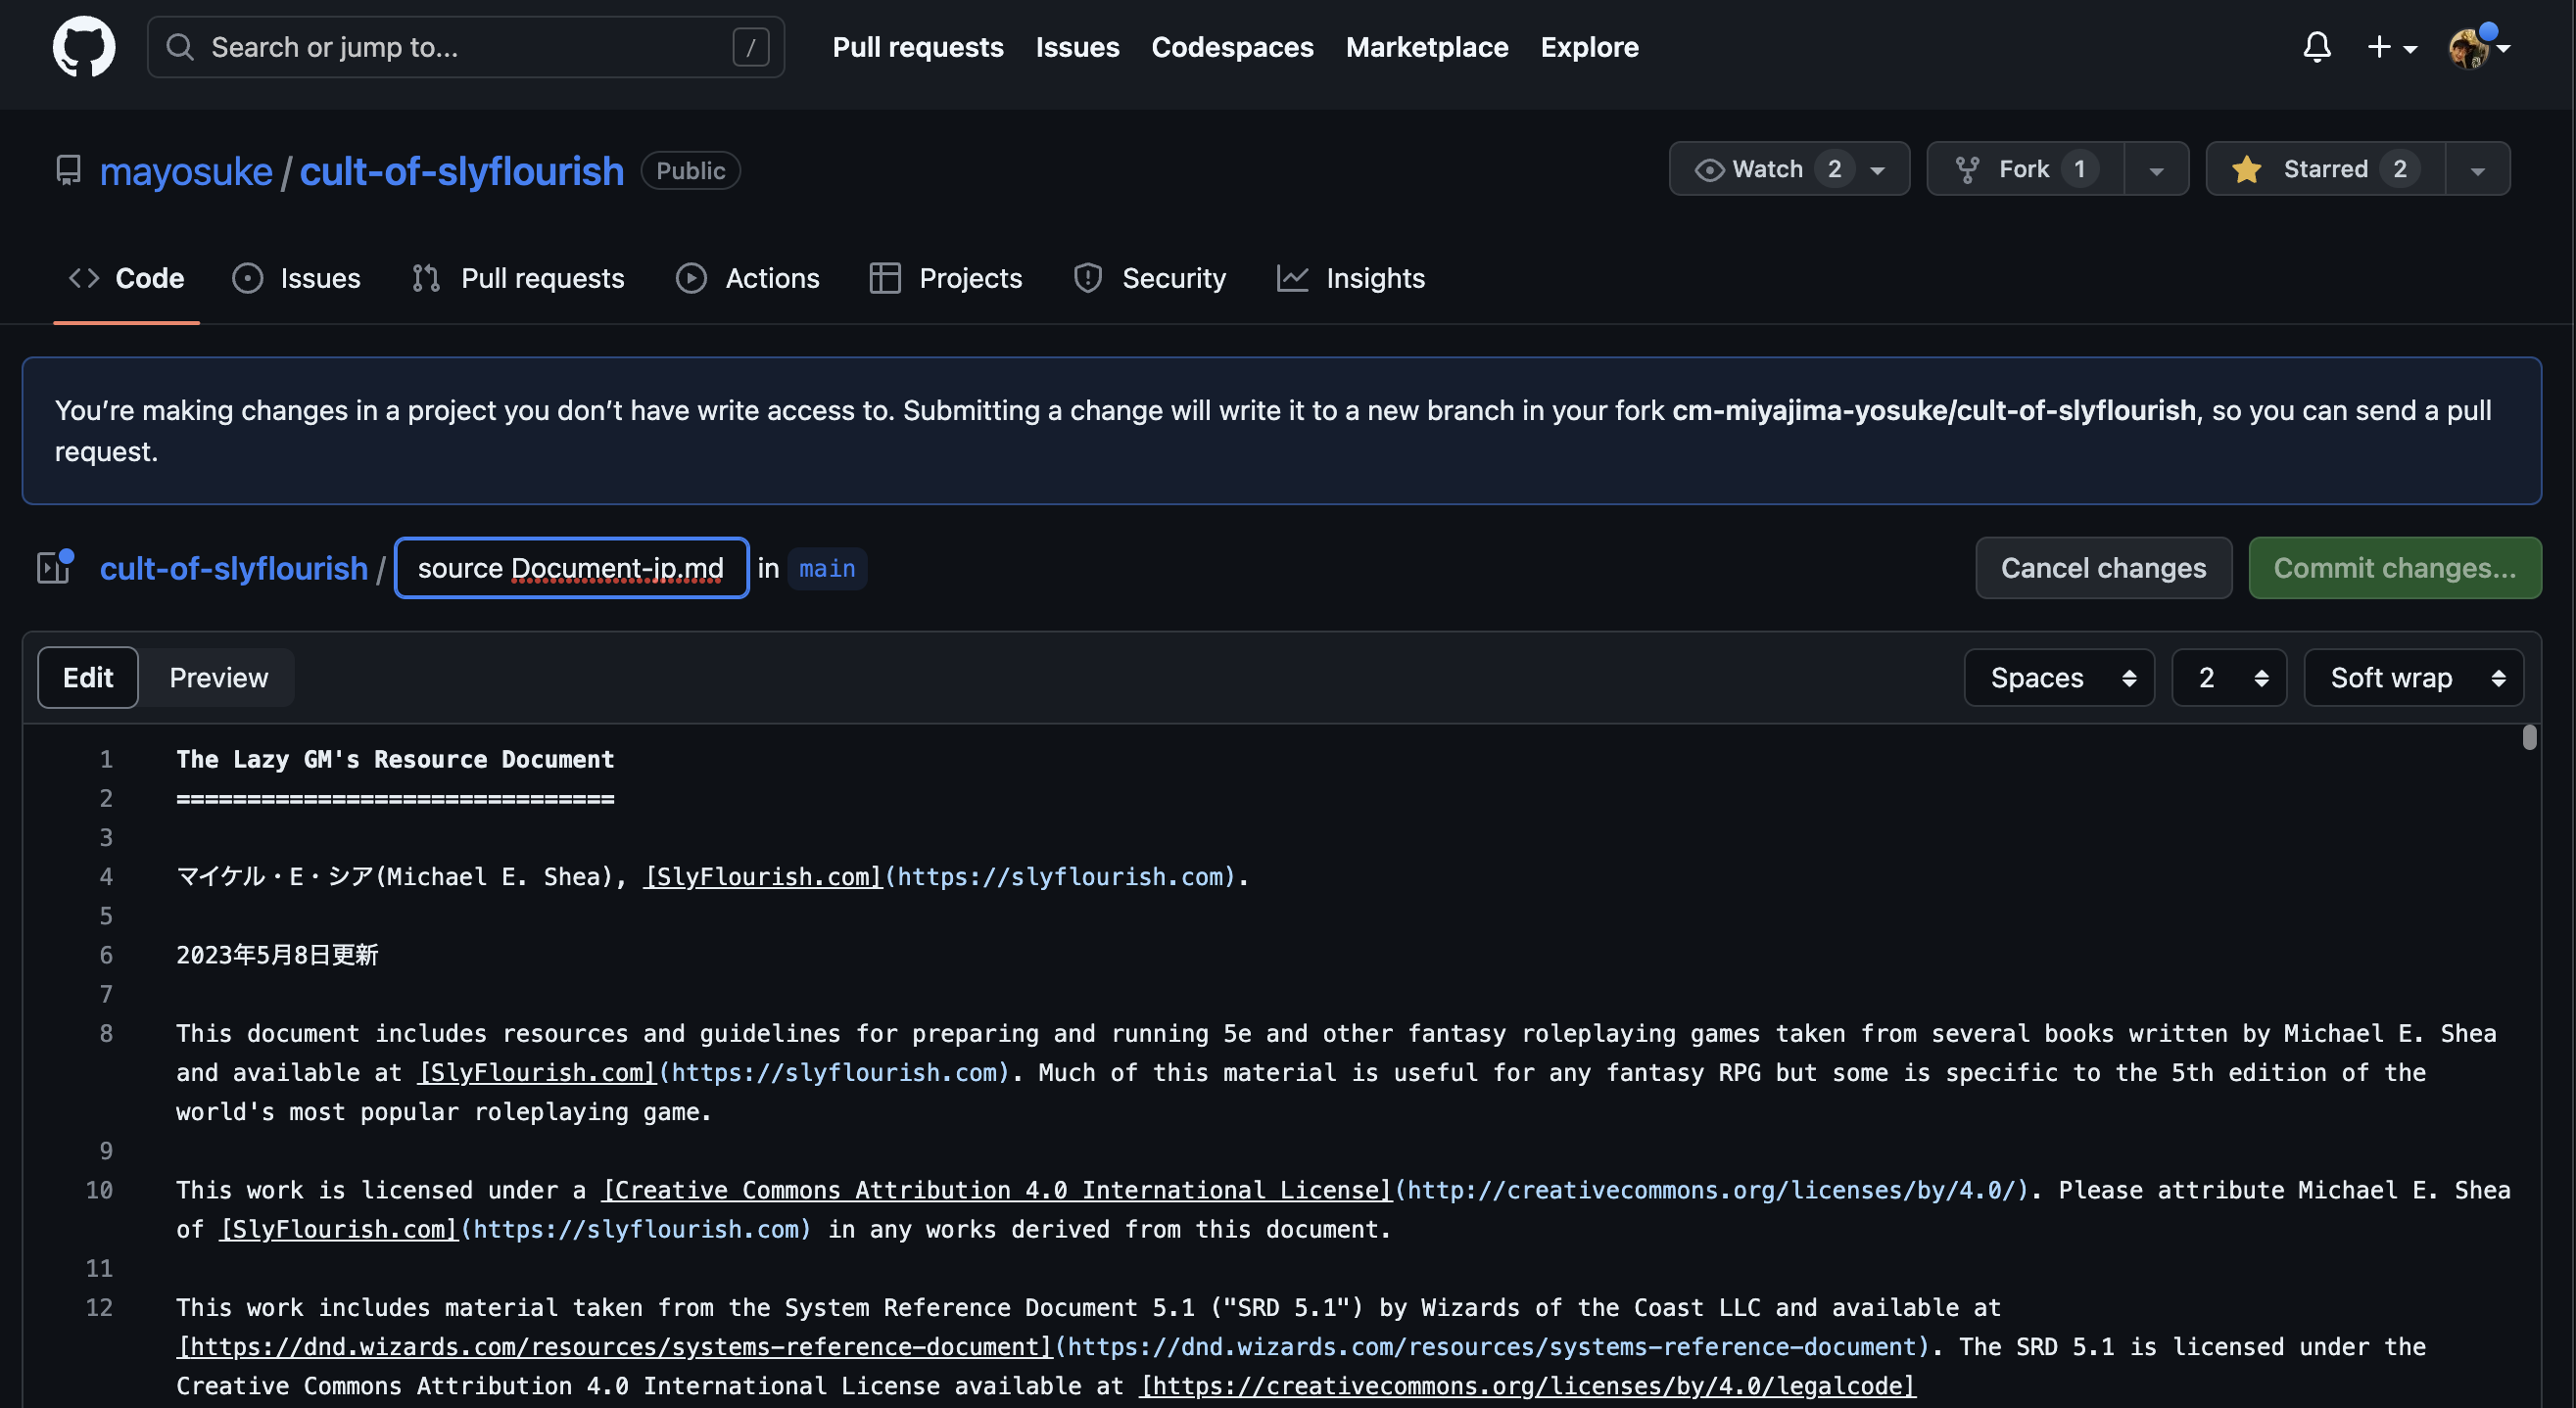 Search or jump to... / Pull requests Issues Codespaces Marketplace Explore
mayosuke / cult-of-slyflourish Public Watch 2 Fork 1 Starred 2
Code Issues Pull requests Actions Projects Security Insights
You’re making changes in a project you don’t have write access to. Submitting a change will write it to a new branch in your fork cm-miyajima-yosuke/cult-of-slyflourish, so you can send a pull
request.
cult-of-slyflourish / source Document-jp.md in main Cancel changes Commit changes...
Edit Preview Spaces 2 Soft wrap
1 The Lazy GM's Resource Document
2 ===============================
3
4 マイケル・E・シア(Michael E. Shea), [SlyFlourish.com](https://slyflourish.com).
5
6 2023年5月8日更新
7
8 This document includes resources and guidelines for preparing and running 5e and other fantasy roleplaying games taken from several books written by Michael E. Shea
and available at [SlyFlourish.com](https://slyflourish.com). Much of this material is useful for any fantasy RPG but some is specific to the 5th edition of the
world's most popular roleplaying game.
9
10 This work is licensed under a [Creative Commons Attribution 4.0 International License](http://creativecommons.org/licenses/by/4.0/). Please attribute Michael E. Shea
of [SlyFlourish.com](https://slyflourish.com) in any works derived from this document.
11
12 This work includes material taken from the System Reference Document 5.1 ("SRD 5.1") by Wizards of the Coast LLC and available at
[https://dnd.wizards.com/resources/systems-reference-document](https://dnd.wizards.com/resources/systems-reference-document). The SRD 5.1 is licensed under the
Creative Commons Attribution 4.0 International License available at [https://creativecommons.org/licenses/by/4.0/legalcode]